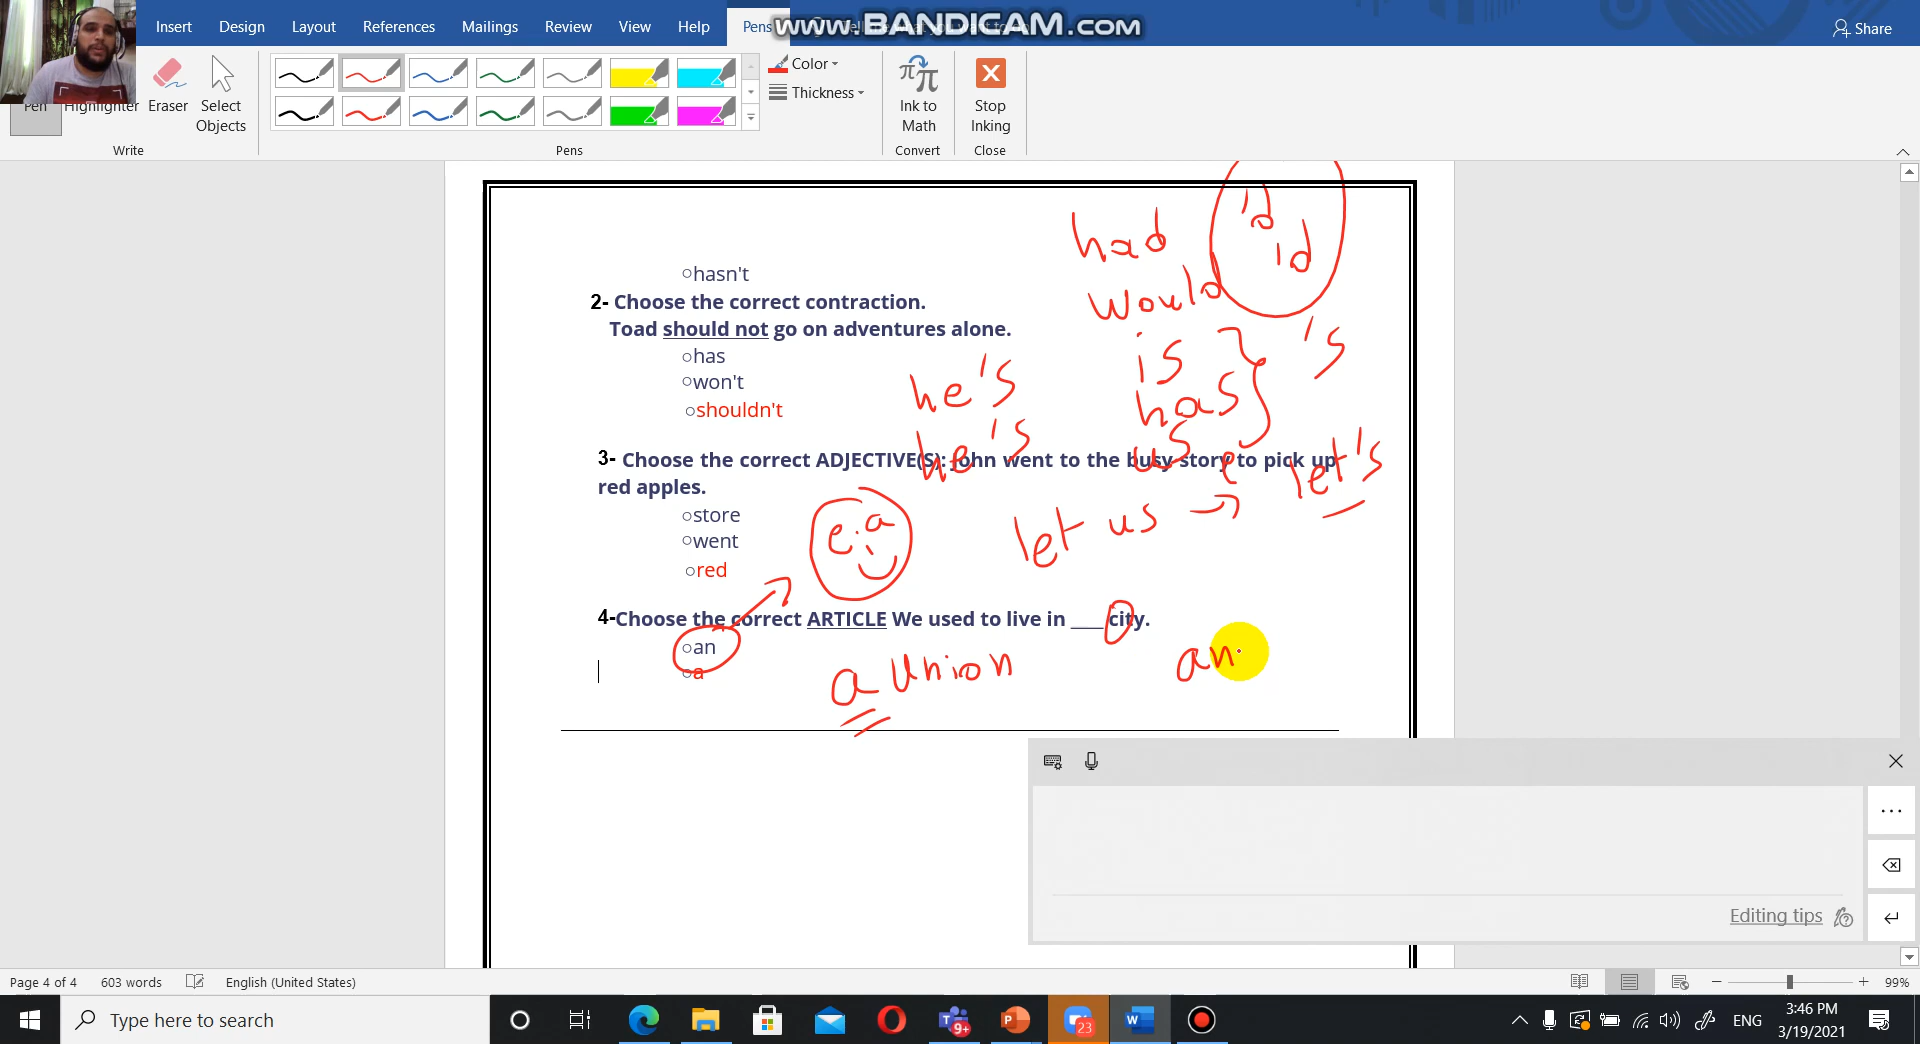 Insert Design Layout References Mailings Review View Help Pens
www.BANDICAM.com
Share
Pen Highlighter Eraser Select Objects
Color
Thickness
Ink to Math
Stop Inking
Write Pens Convert Close
had 'd
'd
would
hasn't
2- Choose the correct contraction.
Toad should not go on adventures alone.
is 's
has
won't
he's has
shouldn't
he's us
3- Choose the correct ADJECTIVE(S): John went to the busy story to pick up
red apples.
let's
store
e.a
let us →
went
red
4-Choose the correct ARTICLE We used to live in ____ city.
an
a
a union
an
Editing tips
Page 4 of 4 603 words English (United States) 99%
Type here to search
9+
23
ENG
3:46 PM
3/19/2021